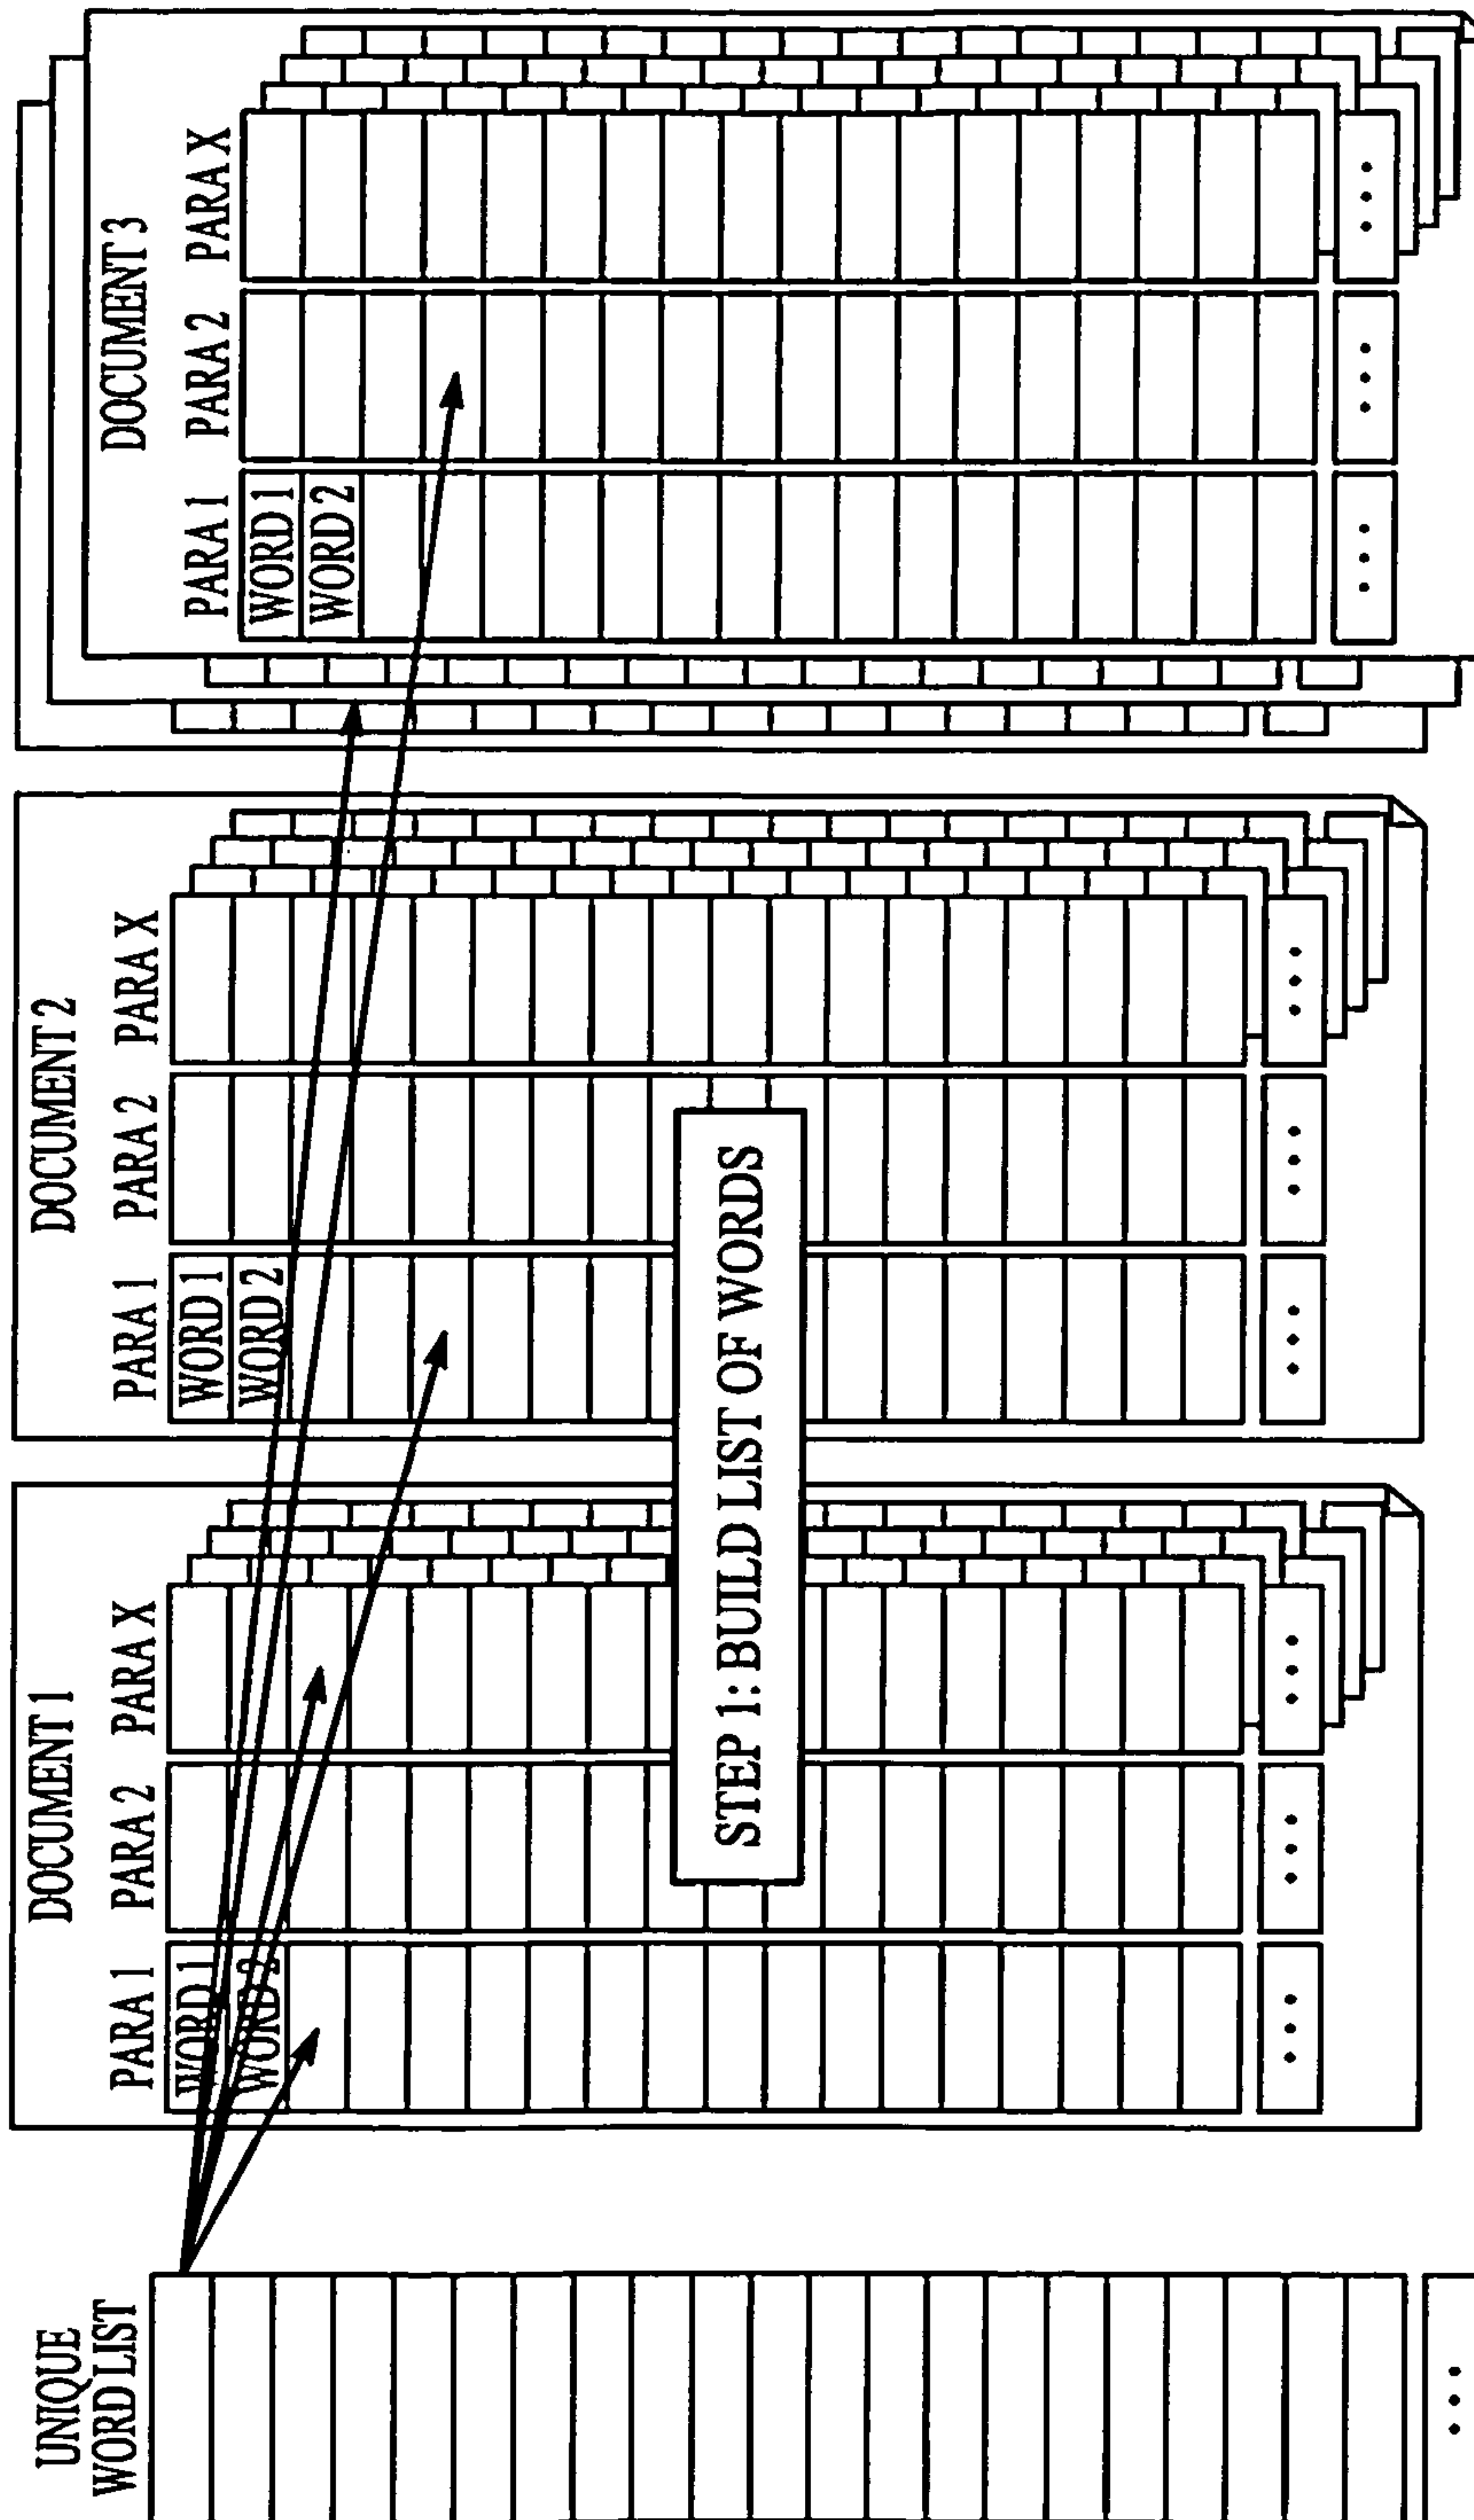 UNIQUE
WORD LIST
DOCUMENT 1
PARA 1 PARA 2 PARA X
WORD 1
WORD 2
DOCUMENT 2
PARA 1 PARA 2 PARA X
WORD 1
WORD 2
DOCUMENT 3
PARA 1 PARA 2 PARA X
WORD 1
WORD 2
STEP 1: BUILD LIST OF WORDS